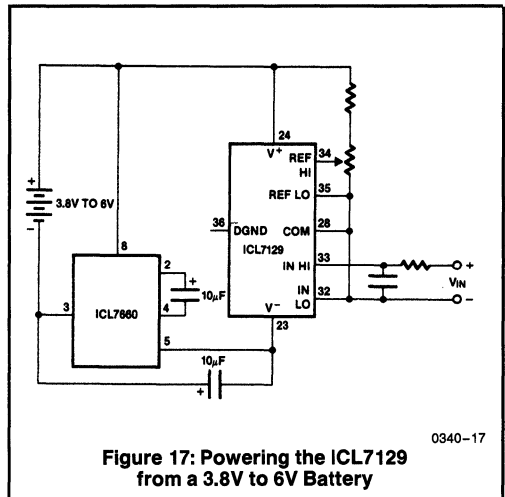 24
V+
REF HI
34
REF LO
35
36
DGND
COM
28
ICL7129
IN HI
33
IN LO
32
V−
23
+
3.8V TO 6V
−
8
2
+
10μF
3
ICL7660
4
5
10μF
+
+
VIN
−
0340–17
Figure 17: Powering the ICL7129
from a 3.8V to 6V Battery